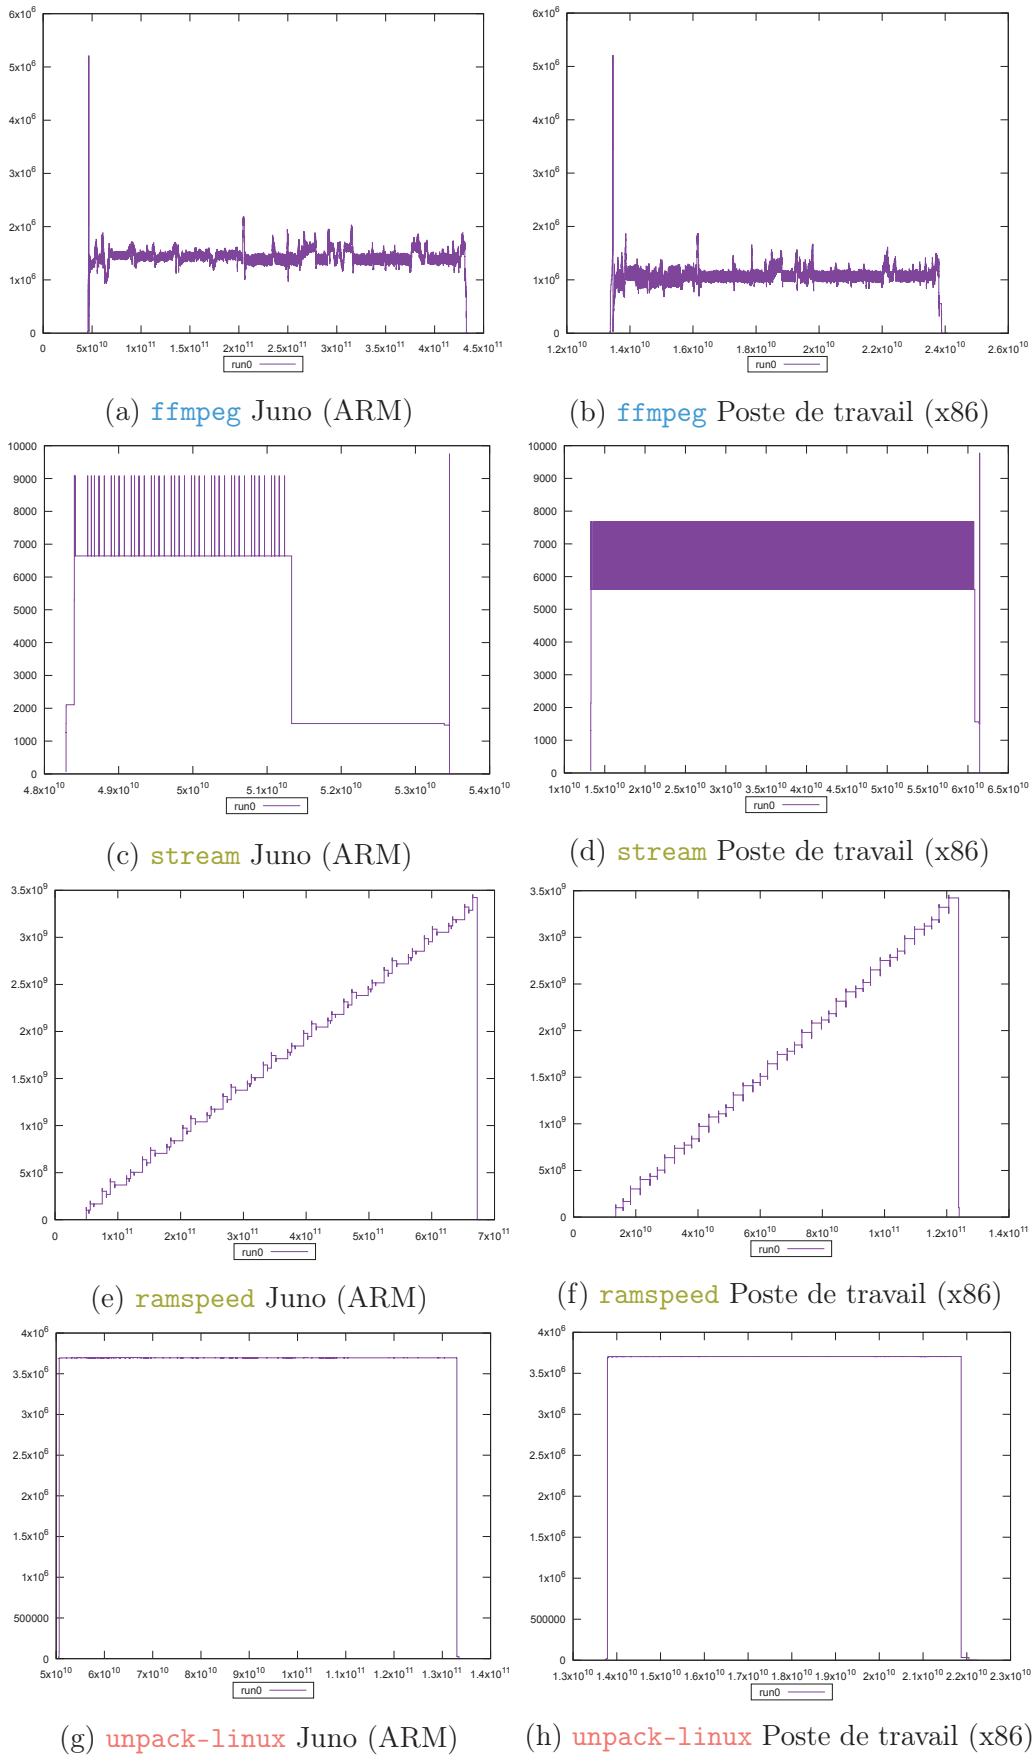 6x10^6
5x10^6
4x10^6
3x10^6
2x10^6
1x10^6
0
0 5x10^10 1x10^11 1.5x10^11 2x10^11 2.5x10^11 3x10^11 3.5x10^11 4x10^11 4.5x10^11
run0
(a) ffmpeg Juno (ARM)
6x10^6
5x10^6
4x10^6
3x10^6
2x10^6
1x10^6
0
1.2x10^10 1.4x10^10 1.6x10^10 1.8x10^10 2x10^10 2.2x10^10 2.4x10^10 2.6x10^10
run0
(b) ffmpeg Poste de travail (x86)
10000
9000
8000
7000
6000
5000
4000
3000
2000
1000
0
4.8x10^10 4.9x10^10 5x10^10 5.1x10^10 5.2x10^10 5.3x10^10 5.4x10^10
run0
(c) stream Juno (ARM)
10000
9000
8000
7000
6000
5000
4000
3000
2000
1000
0
1x10^10 1.5x10^10 2x10^10 2.5x10^10 3x10^10 3.5x10^10 4x10^10 4.5x10^10 5x10^10 5.5x10^10 6x10^10 6.5x10^10
run0
(d) stream Poste de travail (x86)
3.5x10^9
3x10^9
2.5x10^9
2x10^9
1.5x10^9
1x10^9
5x10^8
0
0 1x10^11 2x10^11 3x10^11 4x10^11 5x10^11 6x10^11 7x10^11
run0
(e) ramspeed Juno (ARM)
3.5x10^9
3x10^9
2.5x10^9
2x10^9
1.5x10^9
1x10^9
5x10^8
0
0 2x10^10 4x10^10 6x10^10 8x10^10 1x10^11 1.2x10^11 1.4x10^11
run0
(f) ramspeed Poste de travail (x86)
4x10^6
3.5x10^6
3x10^6
2.5x10^6
2x10^6
1.5x10^6
1x10^6
500000
0
5x10^10 6x10^10 7x10^10 8x10^10 9x10^10 1x10^11 1.1x10^11 1.2x10^11 1.3x10^11 1.4x10^11
run0
(g) unpack-linux Juno (ARM)
4x10^6
3.5x10^6
3x10^6
2.5x10^6
2x10^6
1.5x10^6
1x10^6
500000
0
1.3x10^10 1.4x10^10 1.5x10^10 1.6x10^10 1.7x10^10 1.8x10^10 1.9x10^10 2x10^10 2.1x10^10 2.2x10^10 2.3x10^10
run0
(h) unpack-linux Poste de travail (x86)